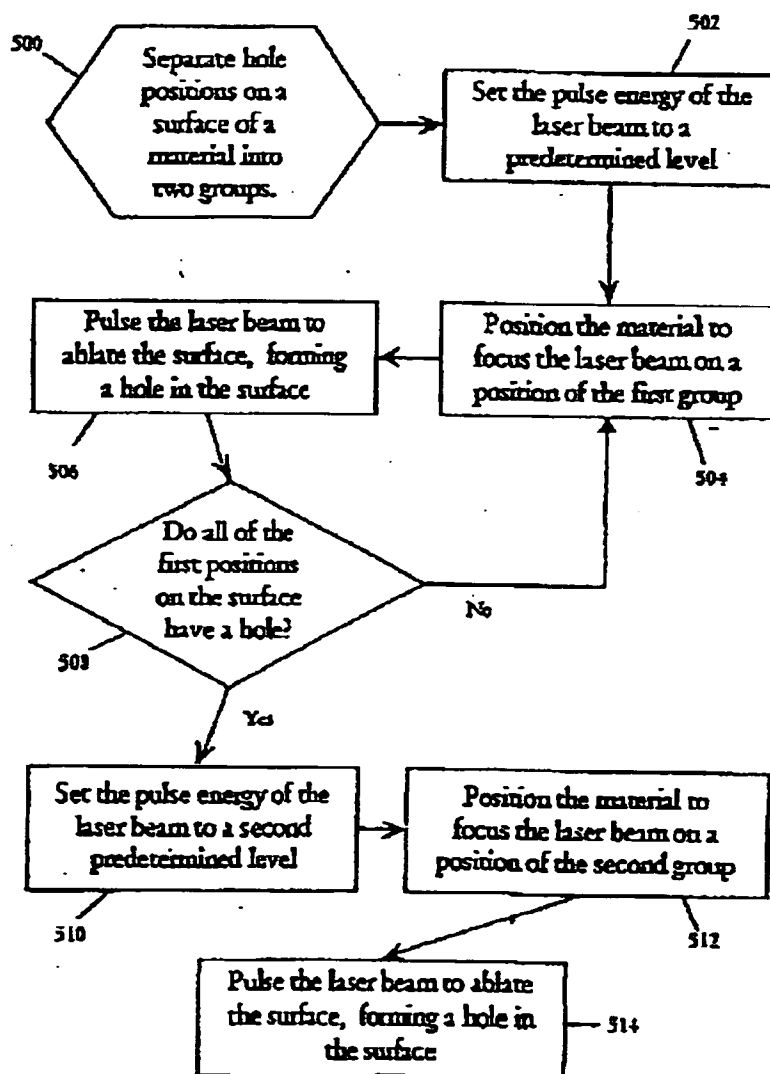 500
Separate hole
positions on a
surface of a
material into
two groups.
502
Set the pulse energy of the
laser beam to a
predetermined level
Position the material to
focus the laser beam on a
position of the first group
504
Pulse the laser beam to
ablate the surface, forming
a hole in the surface
506
Do all of the
first positions
on the surface
have a hole?
508
No
Yes
Set the pulse energy of the
laser beam to a second
predetermined level
510
Position the material to
focus the laser beam on a
position of the second group
512
Pulse the laser beam to ablate
the surface, forming a hole in
the surface
514